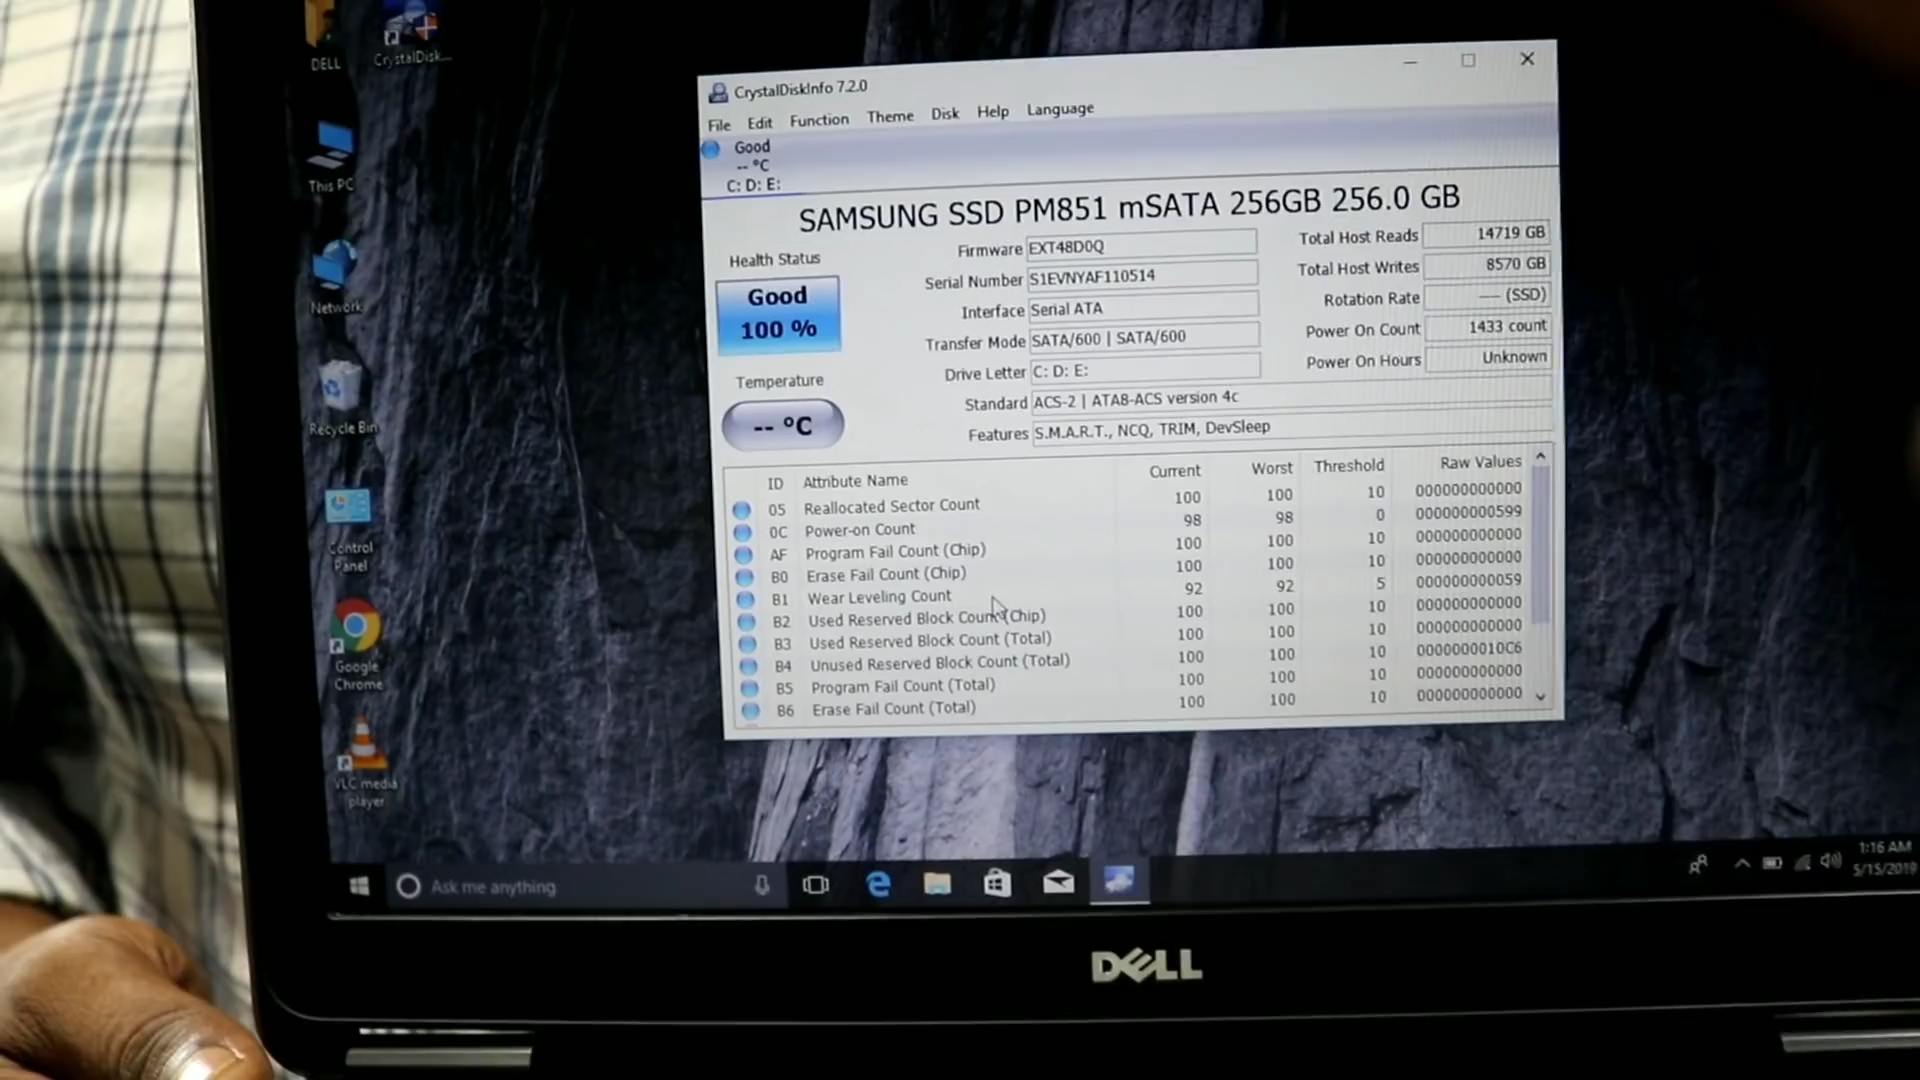 DELL
CrystalDisk...
This PC
Network
Recycle Bin
Control
Panel
Google
Chrome
VLC media
player
CrystalDiskInfo 7.2.0
File Edit Function Theme Disk Help Language
Good
-- °C
C: D: E:
SAMSUNG SSD PM851 mSATA 256GB 256.0 GB
Health Status
Good
100 %
Temperature
-- °C
Firmware EXT48D0Q
Serial Number S1EVNYAF110514
Interface Serial ATA
Transfer Mode SATA/600 | SATA/600
Drive Letter C: D: E:
Standard ACS-2 | ATA8-ACS version 4c
Features S.M.A.R.T., NCQ, TRIM, DevSleep
Total Host Reads 14719 GB
Total Host Writes 8570 GB
Rotation Rate ---- (SSD)
Power On Count 1433 count
Power On Hours Unknown
ID Attribute Name Current Worst Threshold Raw Values
05 Reallocated Sector Count 100 100 10 000000000000
0C Power-on Count 98 98 0 000000000599
AF Program Fail Count (Chip) 100 100 10 000000000000
B0 Erase Fail Count (Chip) 100 100 10 000000000000
B1 Wear Leveling Count 92 92 5 000000000059
B2 Used Reserved Block Count (Chip) 100 100 10 000000000000
B3 Used Reserved Block Count (Total) 100 100 10 000000000000
B4 Unused Reserved Block Count (Total) 100 100 10 0000000010C6
B5 Program Fail Count (Total) 100 100 10 000000000000
B6 Erase Fail Count (Total) 100 100 10 000000000000
Ask me anything
1:16 AM
5/15/2019
DELL